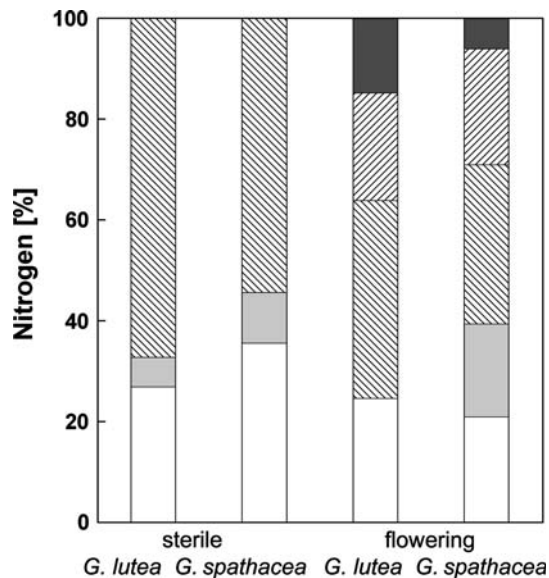 100
80
60
40
20
0
Nitrogen [%]
sterile flowering
G. lutea G. spathacea G. lutea G. spathacea